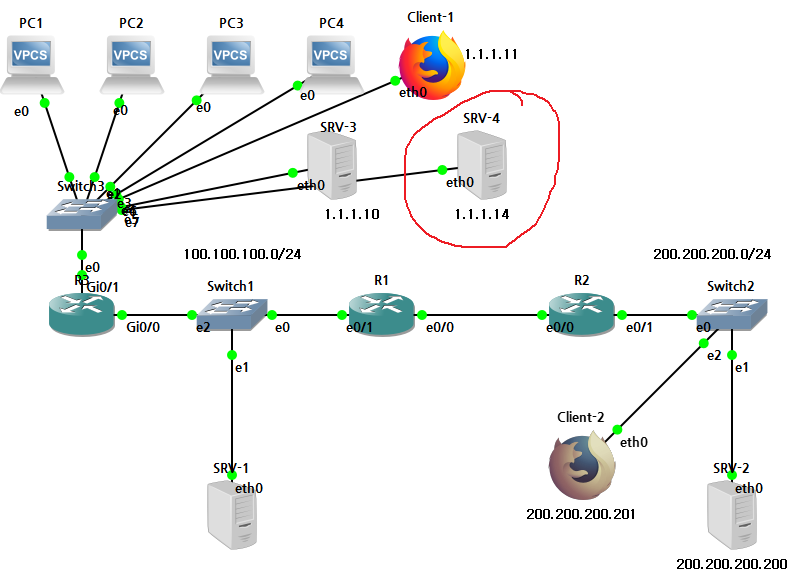 PC1
PC2
PC3
PC4
Client-1
VPCS
VPCS
VPCS
VPCS
1.1.1.11
e0
e0
e0
e0
eth0
SRV-3
SRV-4
eth0
eth0
Switch3
e2
e3
e7
1.1.1.10
1.1.1.14
e0
100.100.100.0/24
200.200.200.0/24
R3
Gi0/1
Switch1
R1
R2
Switch2
Gi0/0
e2
e0
e0/1
e0/0
e0/0
e0/1
e0
e2
e1
e1
Client-2
eth0
SRV-1
eth0
SRV-2
eth0
200.200.200.201
200.200.200.200